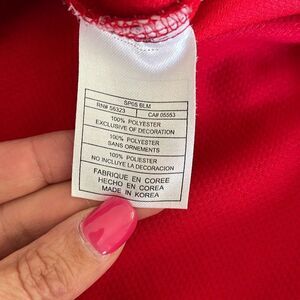 SP05 BLM
RN# 56323 CA# 05553
100% POLYESTER
EXCLUSIVE OF DECORATION
100% POLYESTER
SANS ORNEMENTS
100% POLIESTER
NO INCLUYE LA DECORACION
FABRIQUE EN COREE
HECHO EN COREA
MADE IN KOREA